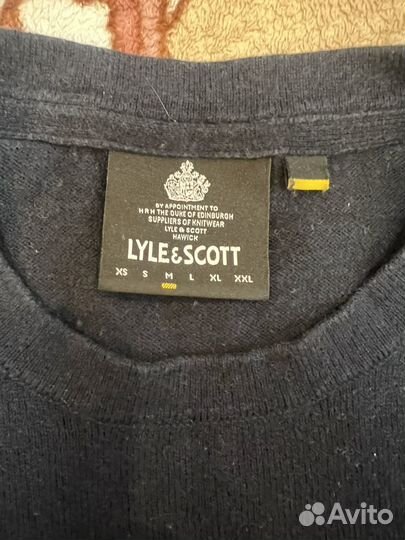 BY APPOINTMENT TO
HRH THE DUKE OF EDINBURGH
SUPPLIERS OF KNITWEAR
LYLE & SCOTT
HAWICK
LYLE&SCOTT
XS S M L XL XXL
Avito